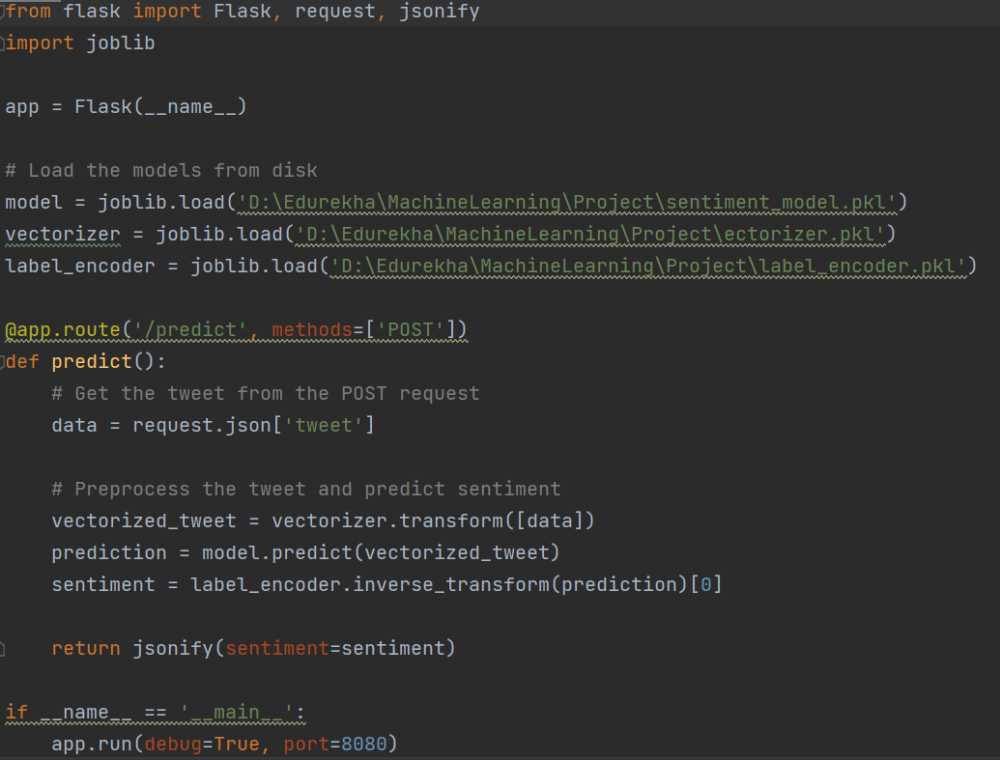 from flask import Flask, request, jsonify
import joblib
app = Flask(__name__)
# Load the models from disk
model = joblib.load('D:\Edurekha\MachineLearning\Project\sentiment_model.pkl')
vectorizer = joblib.load('D:\Edurekha\MachineLearning\Project\ectorizer.pkl')
label_encoder = joblib.load('D:\Edurekha\MachineLearning\Project\label_encoder.pkl')
@app.route('/predict', methods=['POST'])
def predict():
    # Get the tweet from the POST request
    data = request.json['tweet']
    # Preprocess the tweet and predict sentiment
    vectorized_tweet = vectorizer.transform([data])
    prediction = model.predict(vectorized_tweet)
    sentiment = label_encoder.inverse_transform(prediction)[0]
    return jsonify(sentiment=sentiment)
if __name__ == '__main__':
    app.run(debug=True, port=8080)